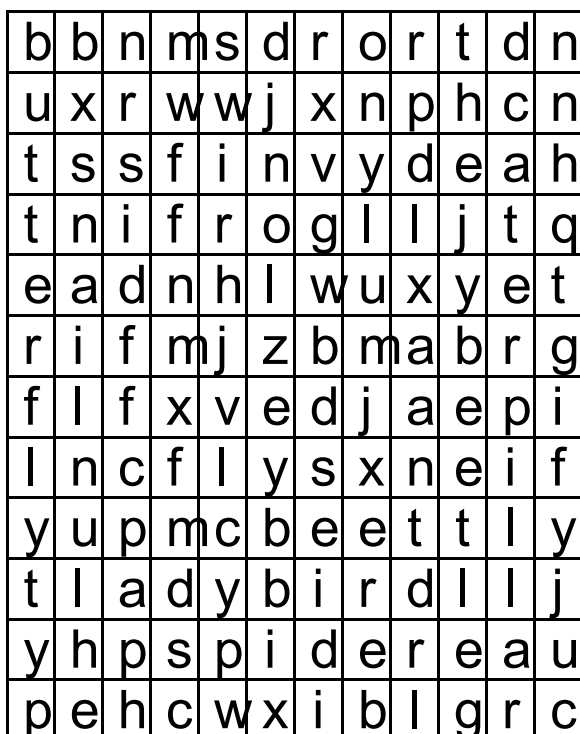 b b n m s d r o r t d n
u x r w w j x n p h c n
t s s f i n v y d e a h
t n i f r o g l l j t q
e a d n h l w u x y e t
r i f m j z b m a b r g
f l f x v e d j a e p i
l n c f l y s x n e i f
y u p m c b e e t t l y
t l a d y b i r d l l j
y h p s p i d e r e a u
p e h c w x i b l g r c